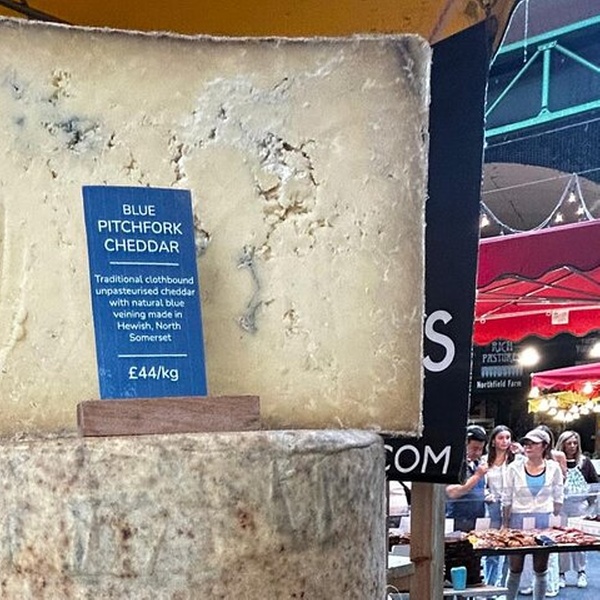 BLUE
PITCHFORK
CHEDDAR
Traditional clothbound
unpasteurised cheddar
with natural blue
veining made in
Hewish, North
Somerset
£44/kg
S
COM
RICH
PASTURES
Northfield Farm